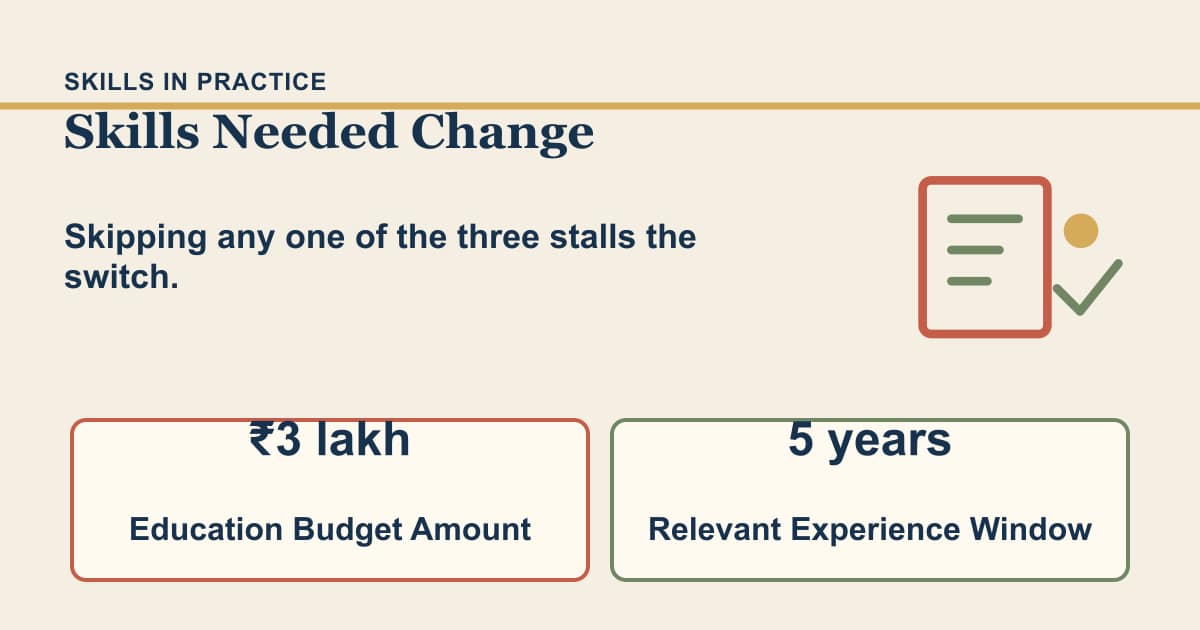 SKILLS IN PRACTICE
Skills Needed Change
Skipping any one of the three stalls the
switch.
₹3 lakh
Education Budget Amount
5 years
Relevant Experience Window